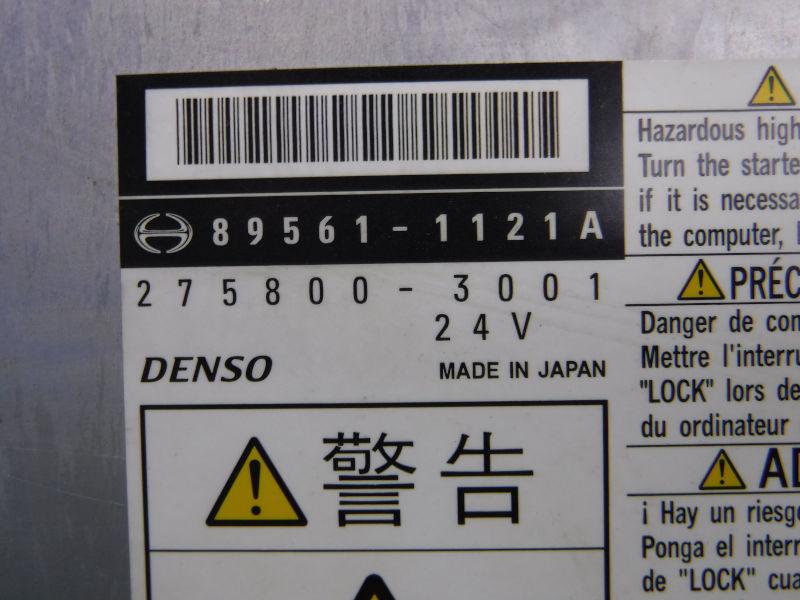 89561-1121A
275800-3001
24V
DENSO
MADE IN JAPAN
警告
Hazardous high
Turn the starte
if it is necessa
the computer,
PRÉC
Danger de con
Mettre l'interru
"LOCK" lors de
du ordinateur
AD
¡ Hay un riesgo
Ponga el interr
de "LOCK" cua